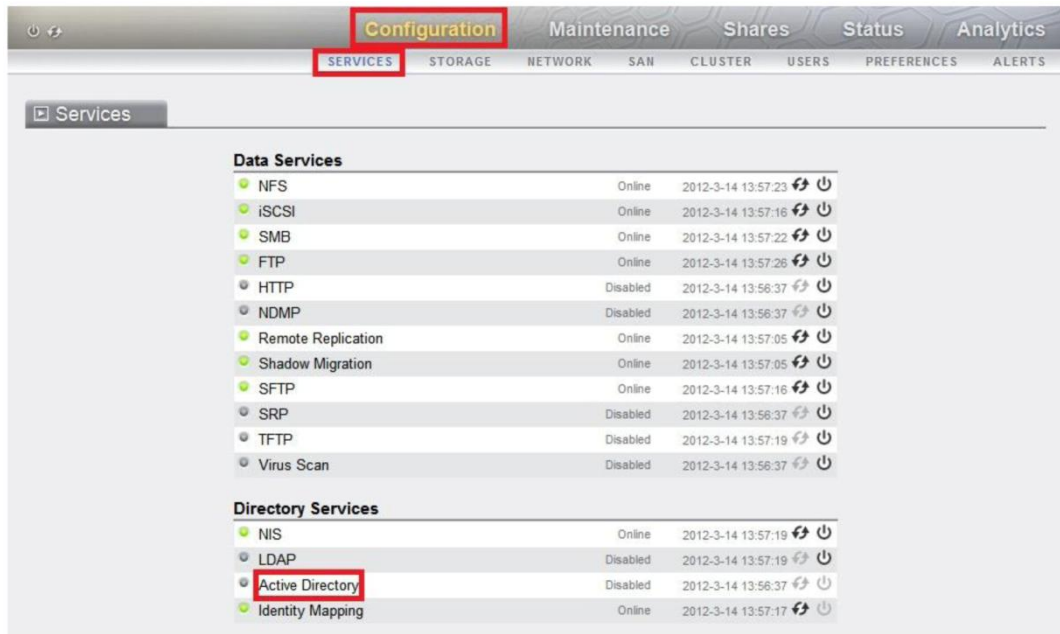 Configuration Maintenance Shares Status Analytics
SERVICES STORAGE NETWORK SAN CLUSTER USERS PREFERENCES ALERTS
Services
Data Services
NFS Online 2012-3-14 13:57:23
iSCSI Online 2012-3-14 13:57:16
SMB Online 2012-3-14 13:57:22
FTP Online 2012-3-14 13:57:26
HTTP Disabled 2012-3-14 13:56:37
NDMP Disabled 2012-3-14 13:56:37
Remote Replication Online 2012-3-14 13:57:05
Shadow Migration Online 2012-3-14 13:57:05
SFTP Online 2012-3-14 13:57:16
SRP Disabled 2012-3-14 13:56:37
TFTP Disabled 2012-3-14 13:57:19
Virus Scan Disabled 2012-3-14 13:56:37
Directory Services
NIS Online 2012-3-14 13:57:19
LDAP Disabled 2012-3-14 13:57:19
Active Directory Disabled 2012-3-14 13:56:37
Identity Mapping Online 2012-3-14 13:57:17